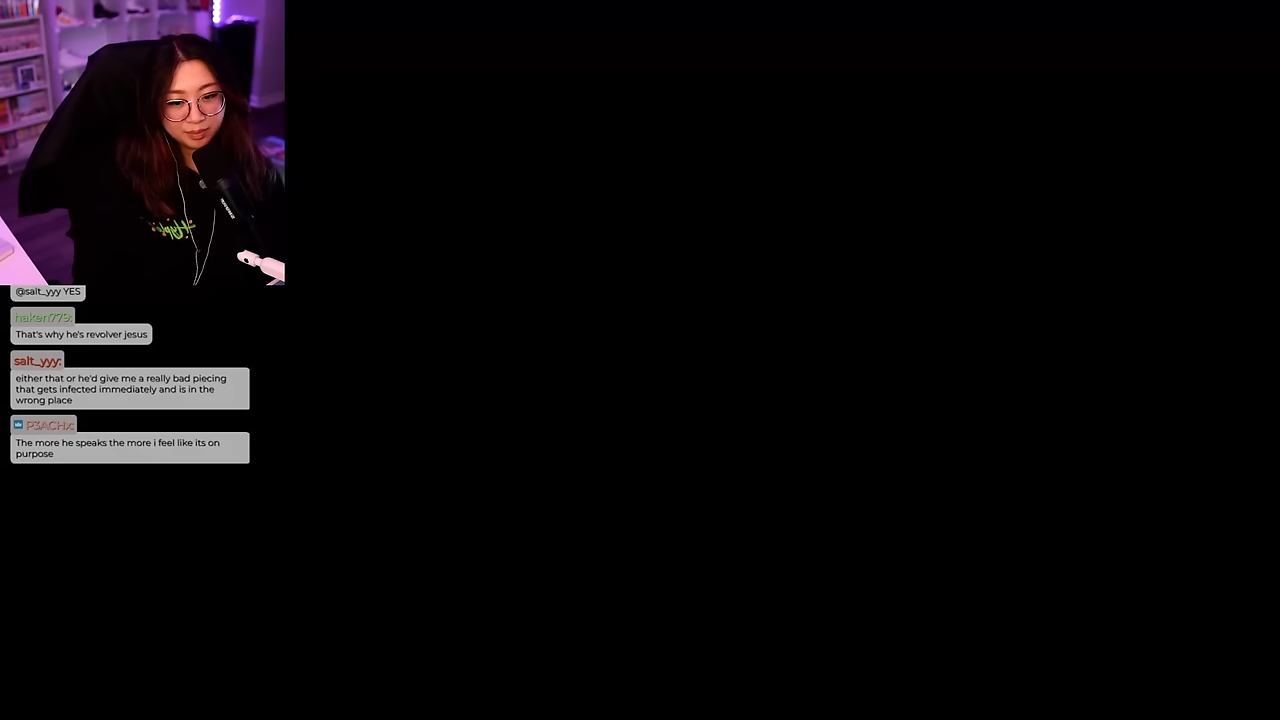 @salt_yyy YES
haken779:
That's why he's revolver jesus
salt_yyy:
either that or he'd give me a really bad piecing
that gets infected immediately and is in the
wrong place
P3ACHx:
The more he speaks the more i feel like its on
purpose